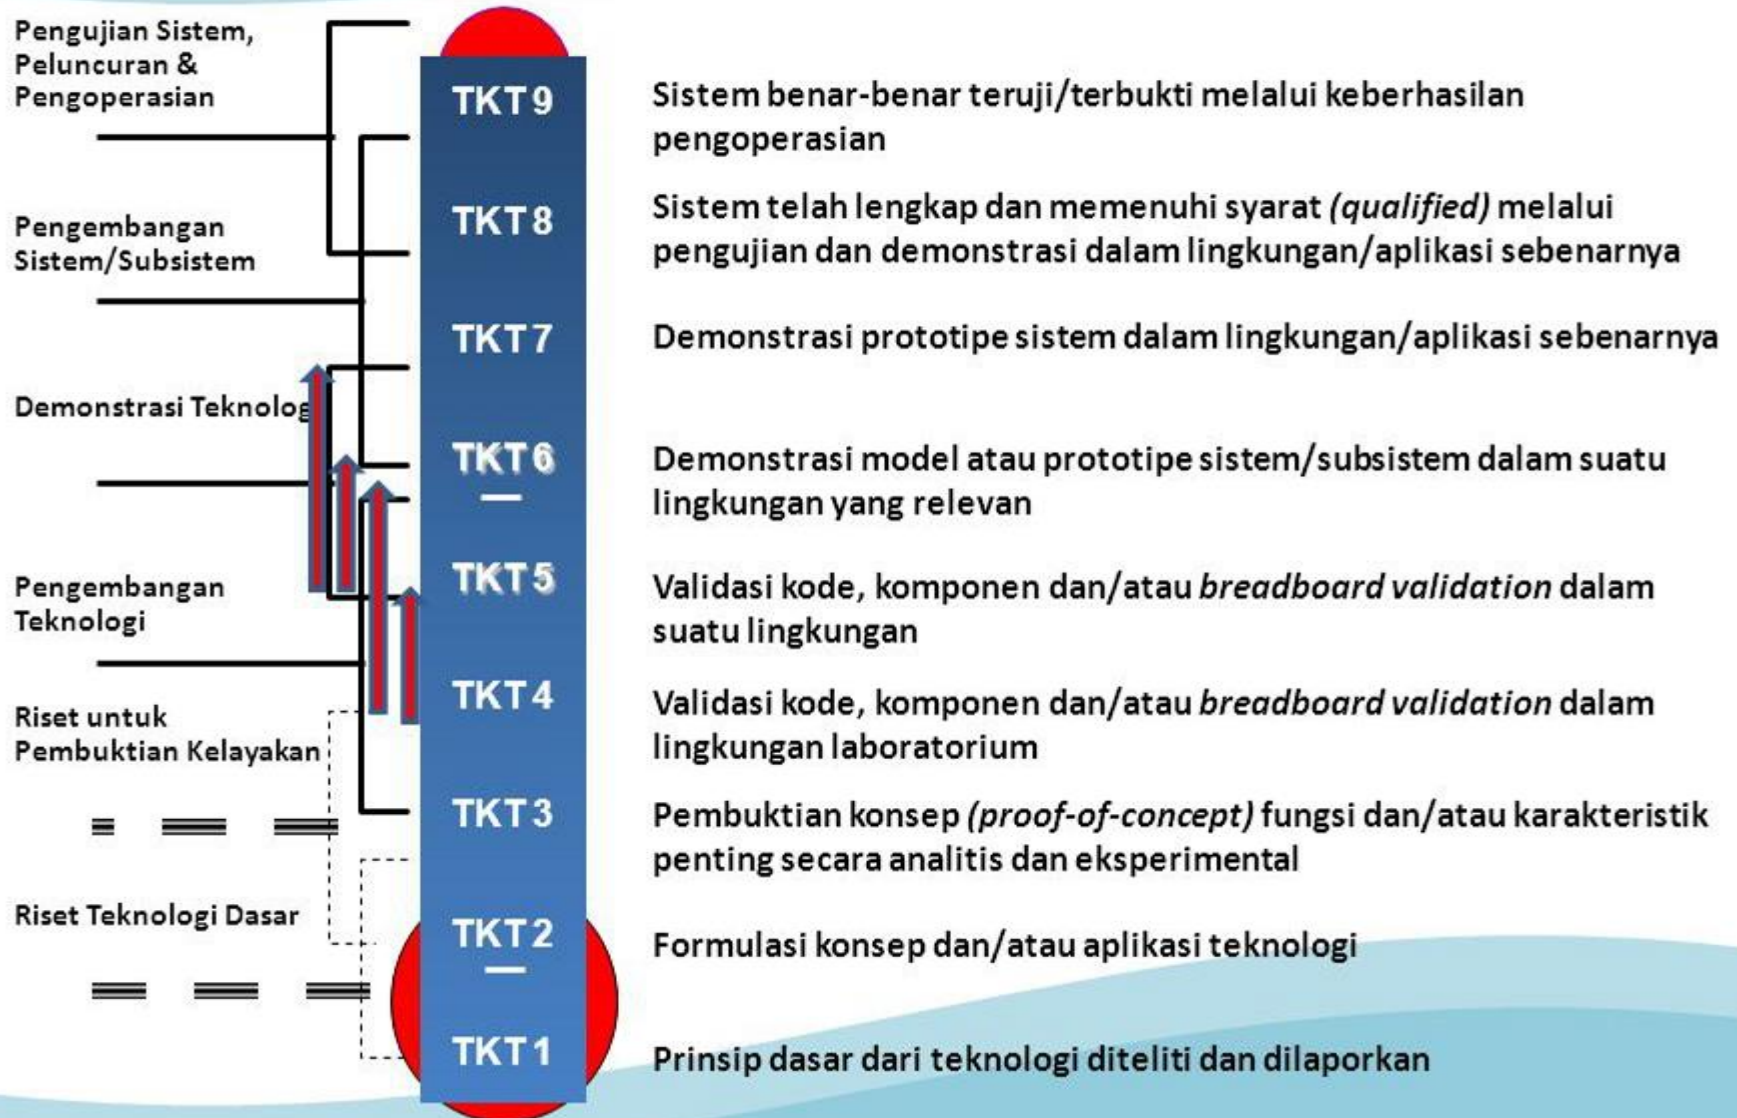 Pengujian Sistem,
Peluncuran &
Pengoperasian
Pengembangan
Sistem/Subsistem
Demonstrasi Teknolog
Pengembangan
Teknologi
Riset untuk
Pembuktian Kelayakan
Riset Teknologi Dasar
TKT 9
Sistem benar-benar teruji/terbukti melalui keberhasilan
pengoperasian
TKT 8
Sistem telah lengkap dan memenuhi syarat (qualified) melalui
pengujian dan demonstrasi dalam lingkungan/aplikasi sebenarnya
TKT 7
Demonstrasi prototipe sistem dalam lingkungan/aplikasi sebenarnya
TKT 6
Demonstrasi model atau prototipe sistem/subsistem dalam suatu
lingkungan yang relevan
TKT 5
Validasi kode, komponen dan/atau breadboard validation dalam
suatu lingkungan
TKT 4
Validasi kode, komponen dan/atau breadboard validation dalam
lingkungan laboratorium
TKT 3
Pembuktian konsep (proof-of-concept) fungsi dan/atau karakteristik
penting secara analitis dan eksperimental
TKT 2
Formulasi konsep dan/atau aplikasi teknologi
TKT 1
Prinsip dasar dari teknologi diteliti dan dilaporkan